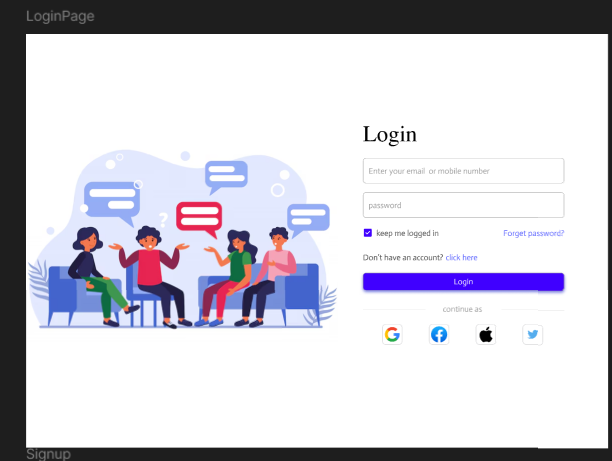 LoginPage
Login
Enter your email or mobile number
password
keep me logged in
Forget password?
Don't have an account? click here
Login
continue as
Signup